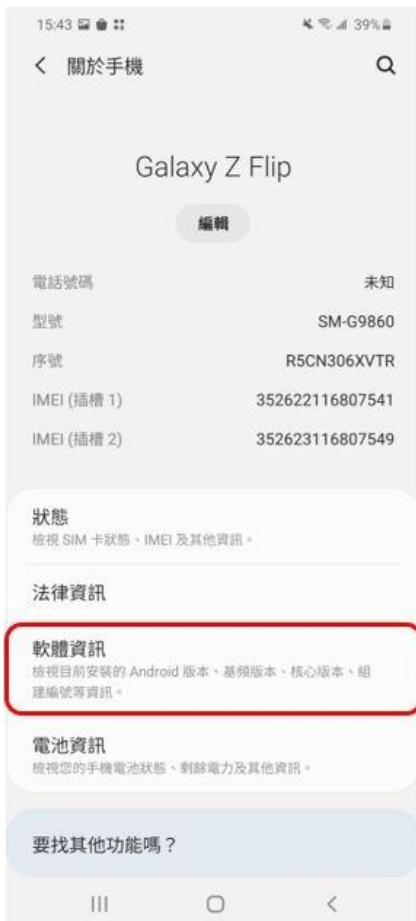 15:43 39%
關於手機
Galaxy Z Flip
編輯
電話號碼 未知
型號 SM-G9860
序號 R5CN306XVTR
IMEI (插槽 1) 352622116807541
IMEI (插槽 2) 352623116807549
狀態
檢視 SIM 卡狀態、IMEI 及其他資訊。
法律資訊
軟體資訊
檢視目前安裝的 Android 版本、基頻版本、核心版本、組
建編號等資訊。
電池資訊
檢視您的手機電池狀態、剩餘電力及其他資訊。
要找其他功能嗎？